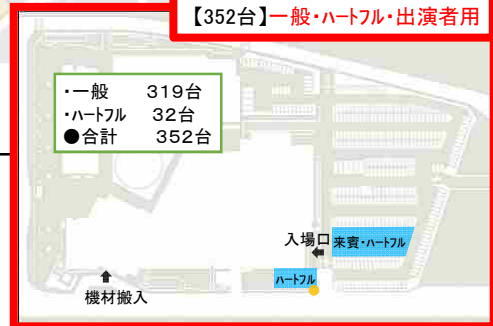 【352台】一般・ハートフル・出演者用
・一般　319台
・ハートフル　32台
●合計　352台
入場口
来賓・ハートフル
ハートフル
機材搬入